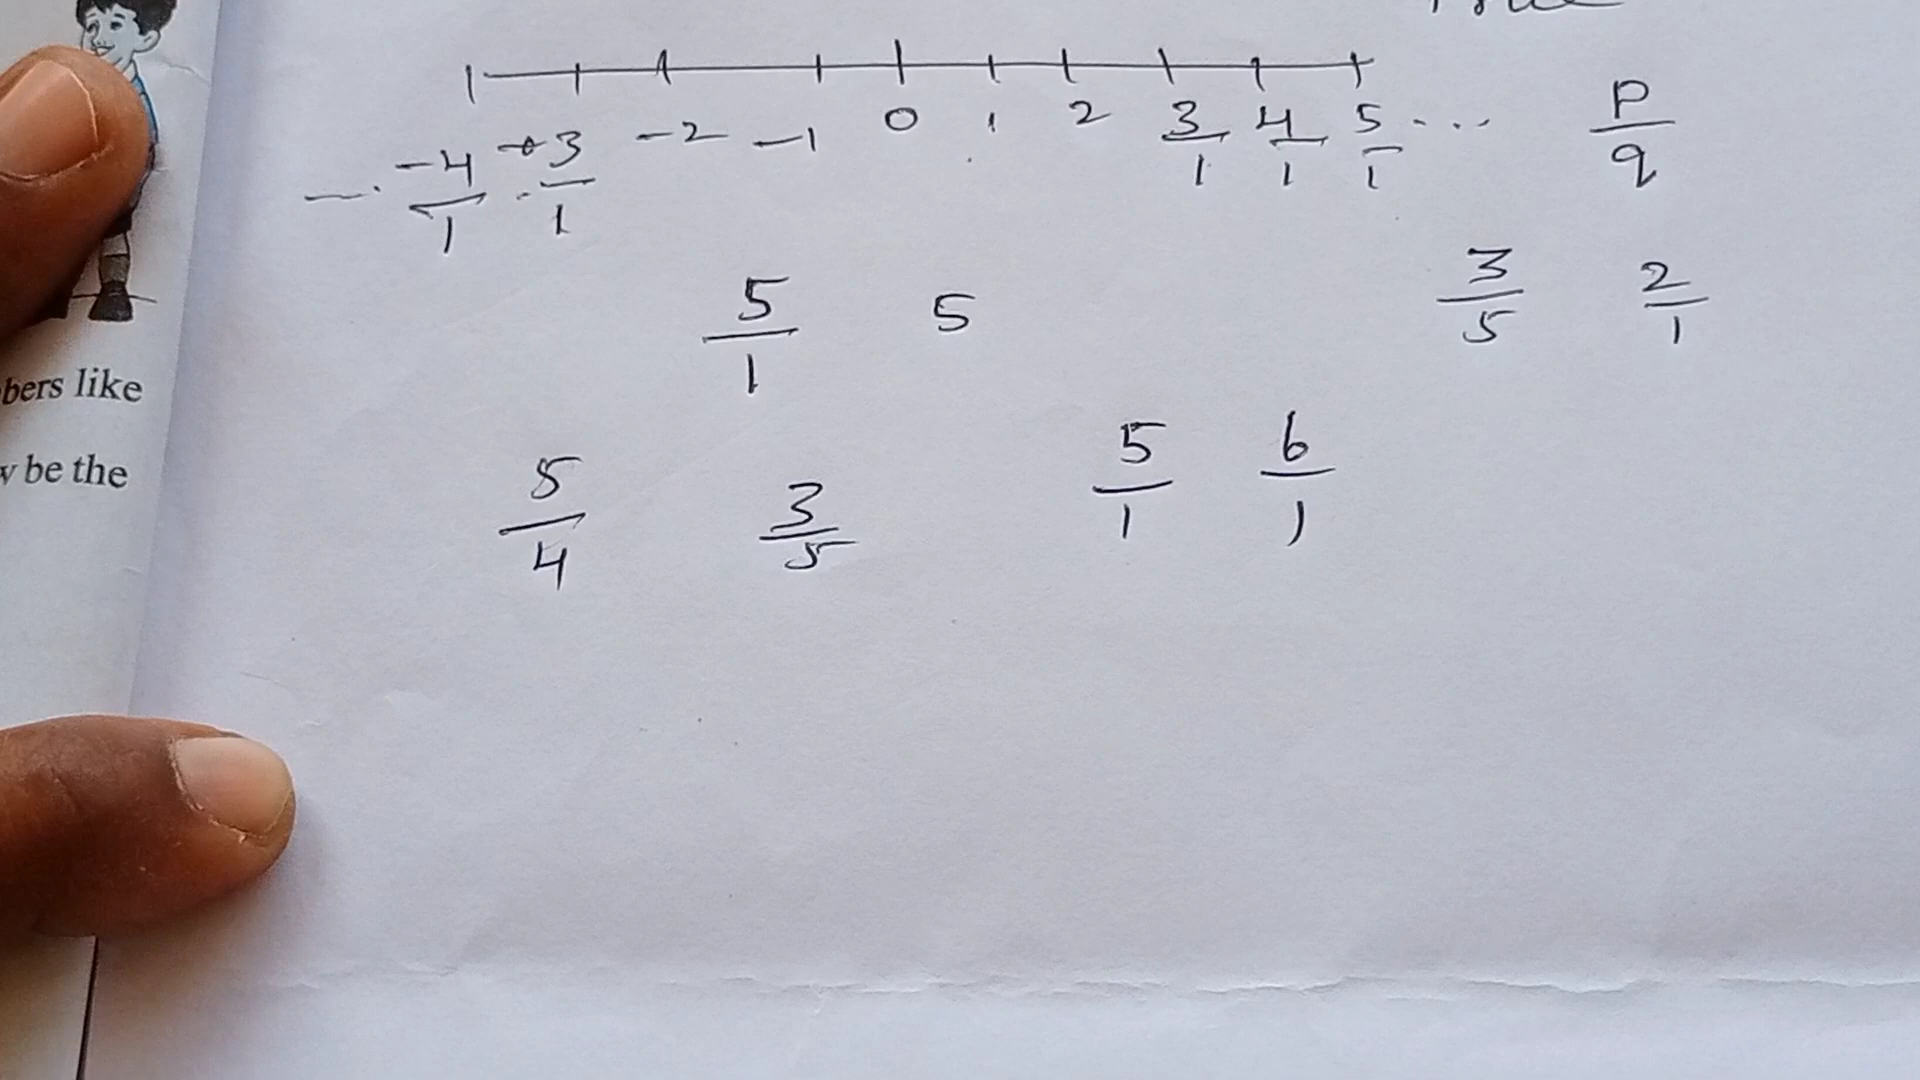 -2 -1 0 1 2 3/1 4/1 5/1 ... P/q
... -4/1 -3/1
5/1 5 3/5 2/1
5/4 3/5 5/1 6/1
bers like
be the